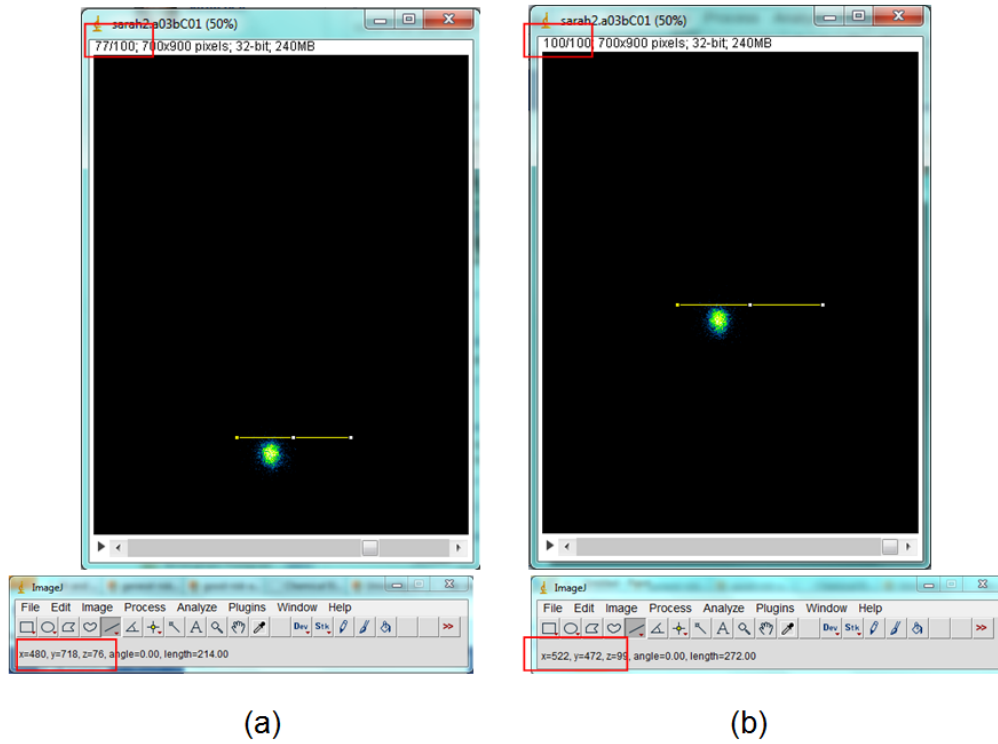 sarah2.a03bC01 (50%)
77/100; 700x900 pixels; 32-bit; 240MB
ImageJ
File Edit Image Process Analyze Plugins Window Help
A Dev Stk >>
x=480, y=718, z=76, angle=0.00, length=214.00
(a)
sarah2.a03bC01 (50%)
100/100; 700x900 pixels; 32-bit; 240MB
ImageJ
File Edit Image Process Analyze Plugins Window Help
A Dev Stk >>
x=522, y=472, z=99, angle=0.00, length=272.00
(b)